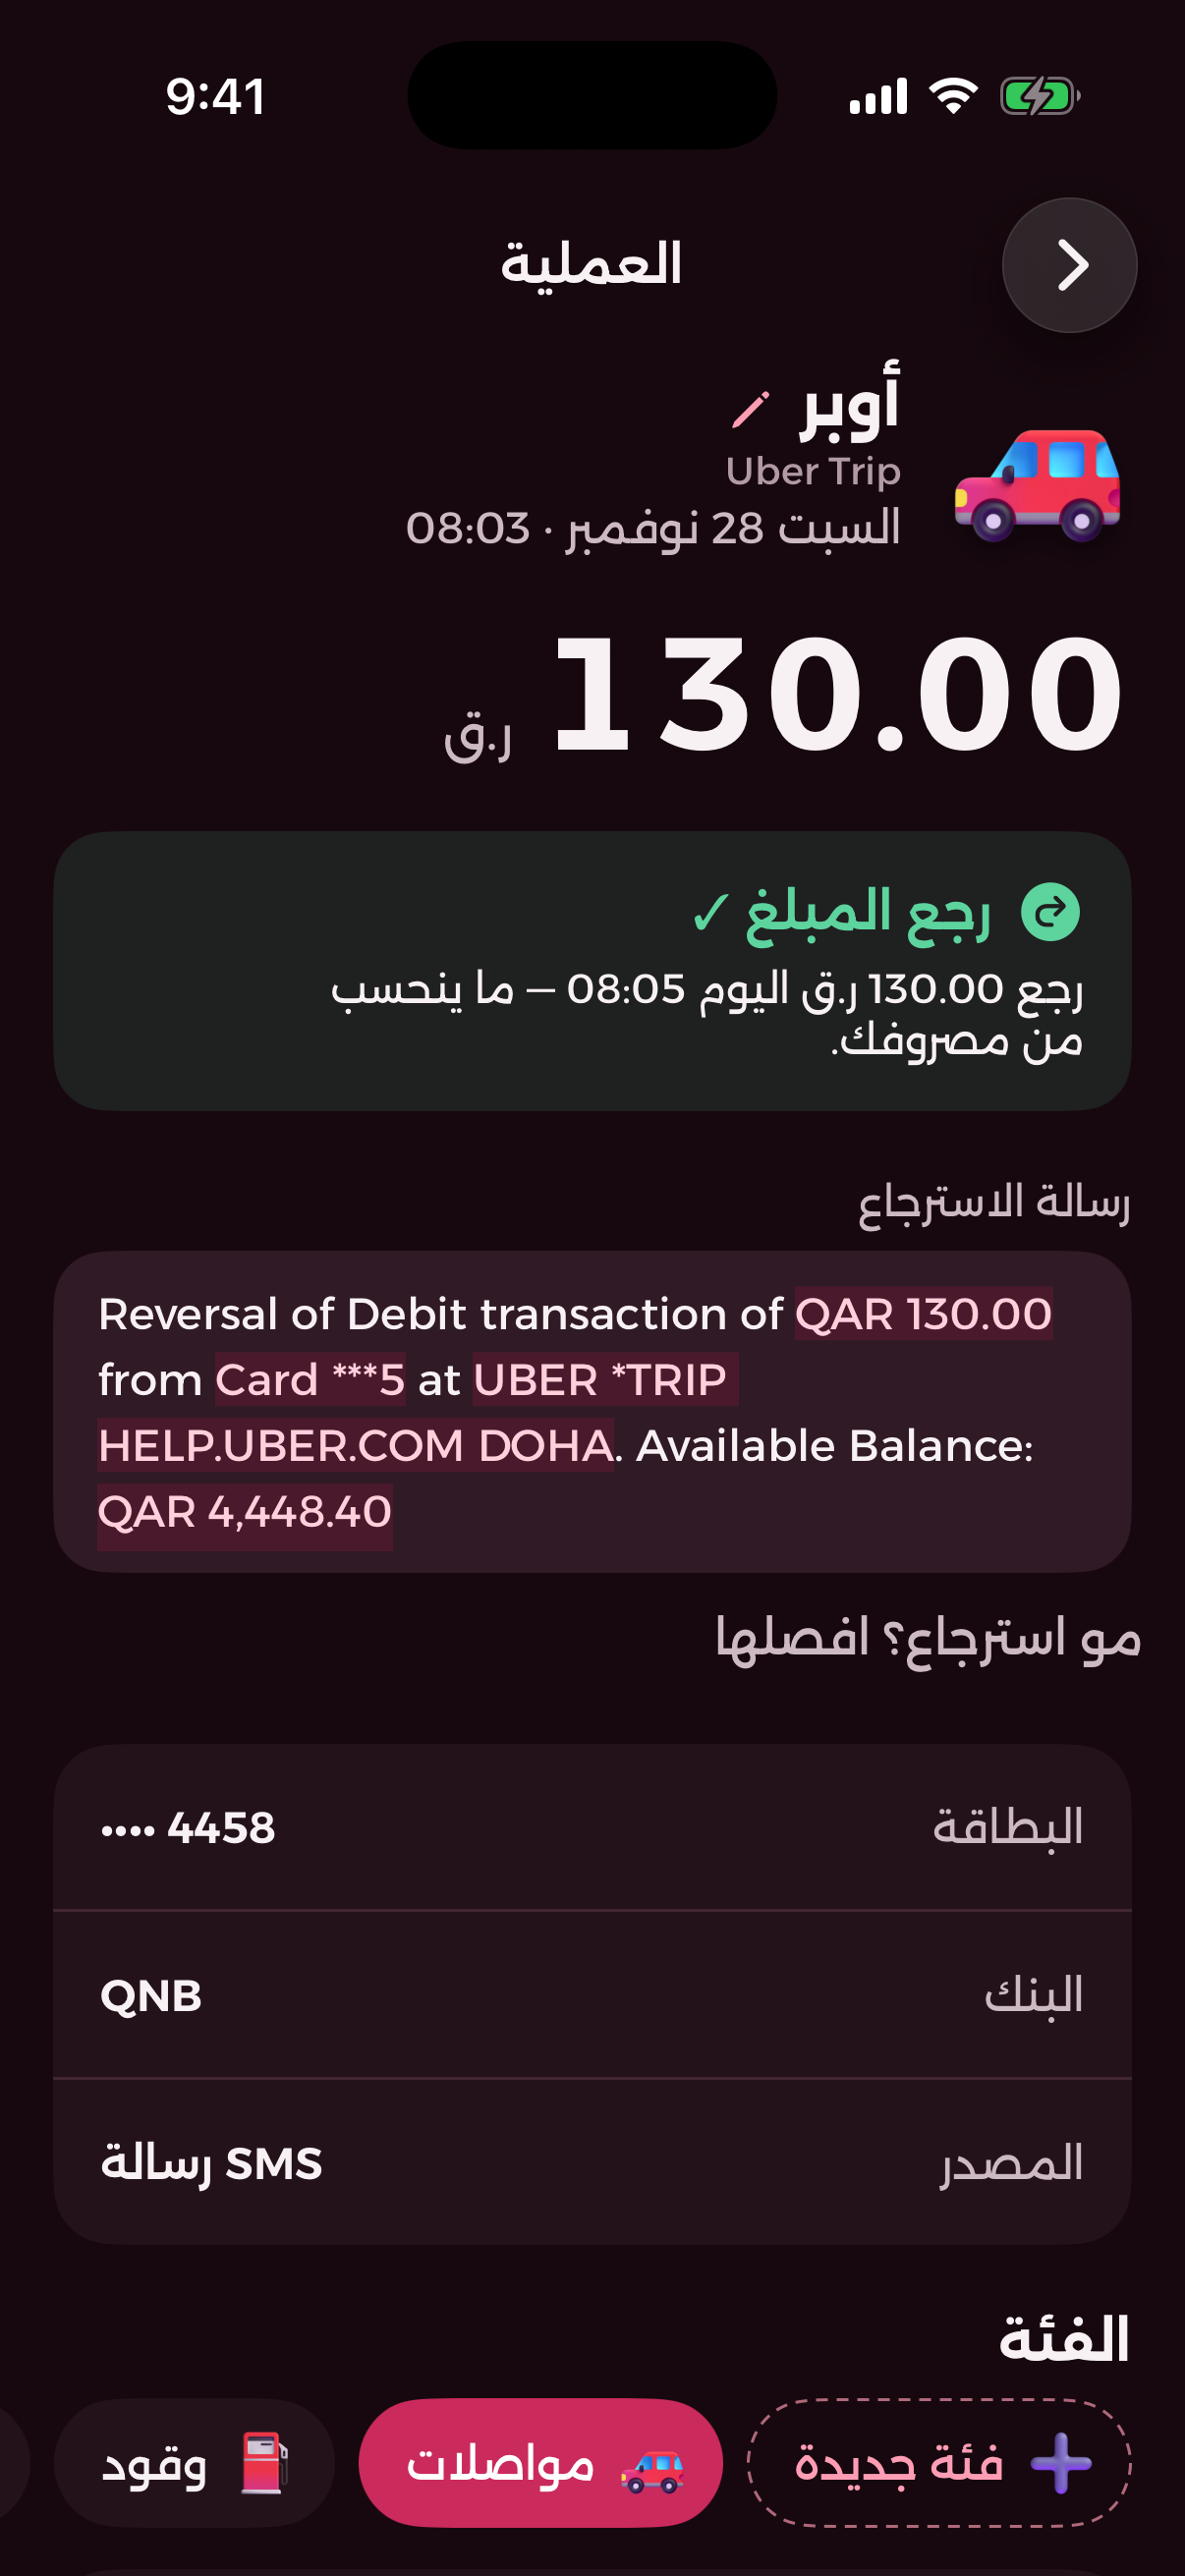 9:41
العملية
أوبر
Uber Trip
السبت 28 نوفمبر · 08:03
130.00 ر.ق
رجع المبلغ ✓
رجع 130.00 ر.ق اليوم 08:05 – ما ينحسب
من مصروفك.
رسالة الاسترجاع
Reversal of Debit transaction of QAR 130.00
from Card ***5 at UBER *TRIP
HELP.UBER.COM DOHA. Available Balance:
QAR 4,448.40
مو استرجاع؟ افصلها
البطاقة
•••• 4458
البنك
QNB
المصدر
رسالة SMS
الفئة
فئة جديدة
مواصلات
وقود